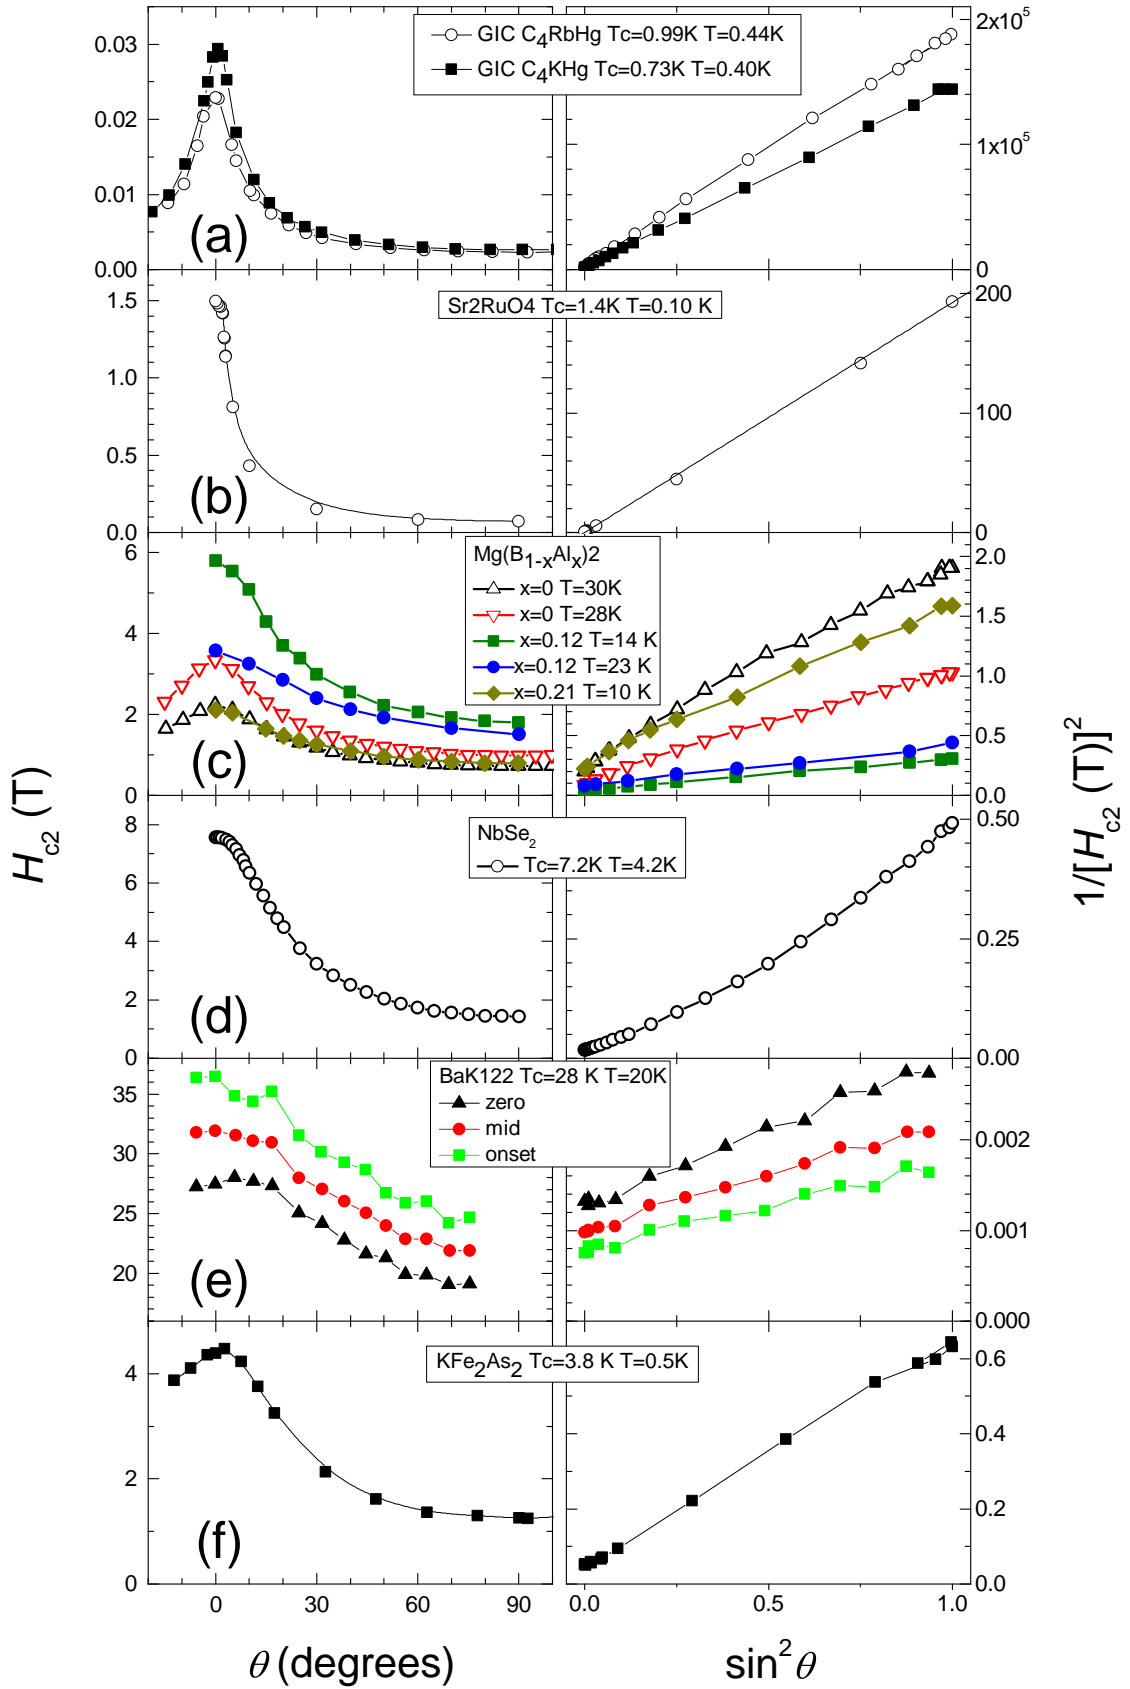 GIC C4RbHg Tc=0.99K T=0.44K
GIC C4KHg Tc=0.73K T=0.40K
0.03
0.02
0.01
0.00
(a)
2x10^5
1x10^5
0
Sr2RuO4 Tc=1.4K T=0.10 K
1.5
1.0
0.5
0.0
(b)
200
100
0
Mg(B1-xAlx)2
x=0 T=30K
x=0 T=28K
x=0.12 T=14 K
x=0.12 T=23 K
x=0.21 T=10 K
6
4
2
0
(c)
2.0
1.5
1.0
0.5
0.0
NbSe2
Tc=7.2K T=4.2K
8
6
4
2
0
(d)
0.50
0.25
0.00
BaK122 Tc=28 K T=20K
zero
mid
onset
35
30
25
20
(e)
0.002
0.001
0.000
KFe2As2 Tc=3.8 K T=0.5K
4
2
0
(f)
0.6
0.4
0.2
0.0
0 30 60 90
0.0 0.5 1.0
θ (degrees)
sin^2 θ
Hc2 (T)
1/[Hc2 (T)]^2